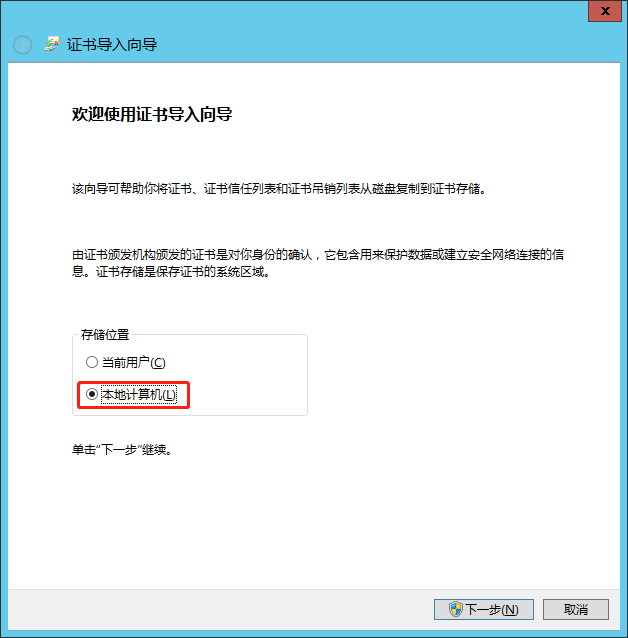 证书导入向导
欢迎使用证书导入向导
该向导可帮助你将证书、证书信任列表和证书吊销列表从磁盘复制到证书存储。
由证书颁发机构颁发的证书是对你身份的确认，它包含用来保护数据或建立安全网络连接的信
息。证书存储是保存证书的系统区域。
存储位置
当前用户(C)
本地计算机(L)
单击"下一步"继续。
下一步(N)
取消